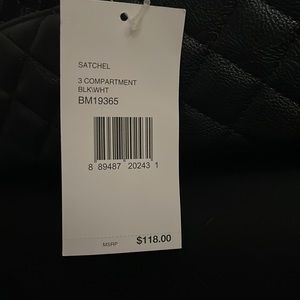 SATCHEL
3 COMPARTMENT
BLK\WHT
BM19365
8 89487 20243 1
MSRP $118.00